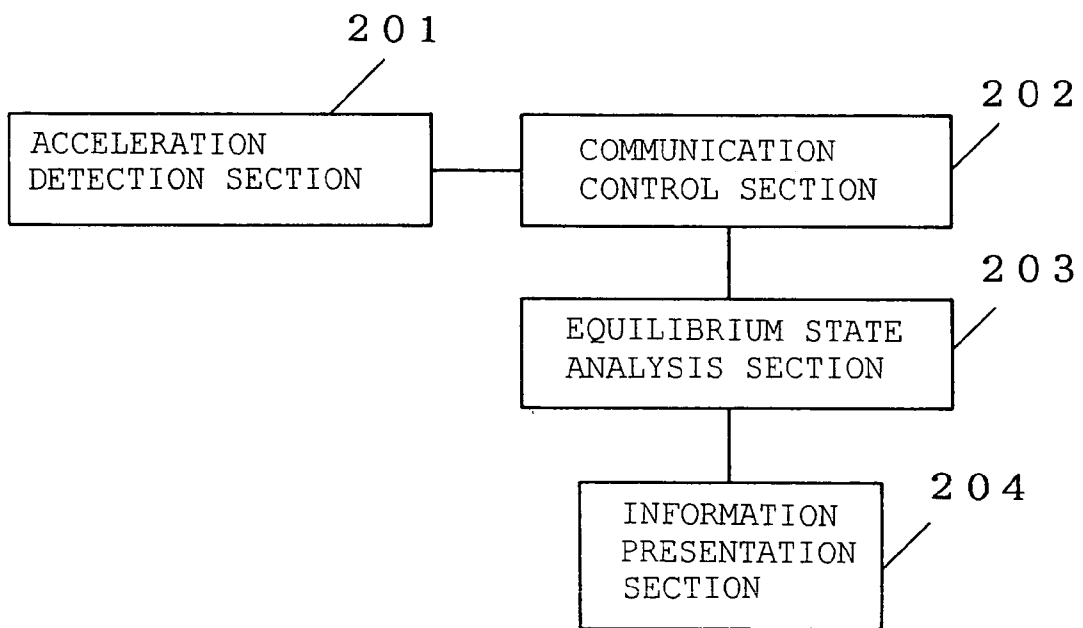 201
ACCELERATION
DETECTION SECTION
202
COMMUNICATION
CONTROL SECTION
203
EQUILIBRIUM STATE
ANALYSIS SECTION
204
INFORMATION
PRESENTATION
SECTION